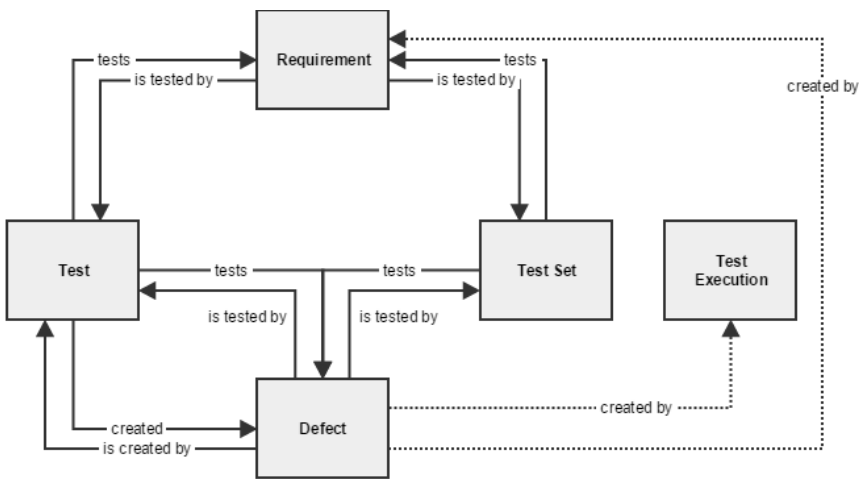 Requirement
tests
is tested by
tests
is tested by
created by
Test
tests
tests
Test Set
Test
Execution
is tested by
is tested by
created by
Defect
created
is created by